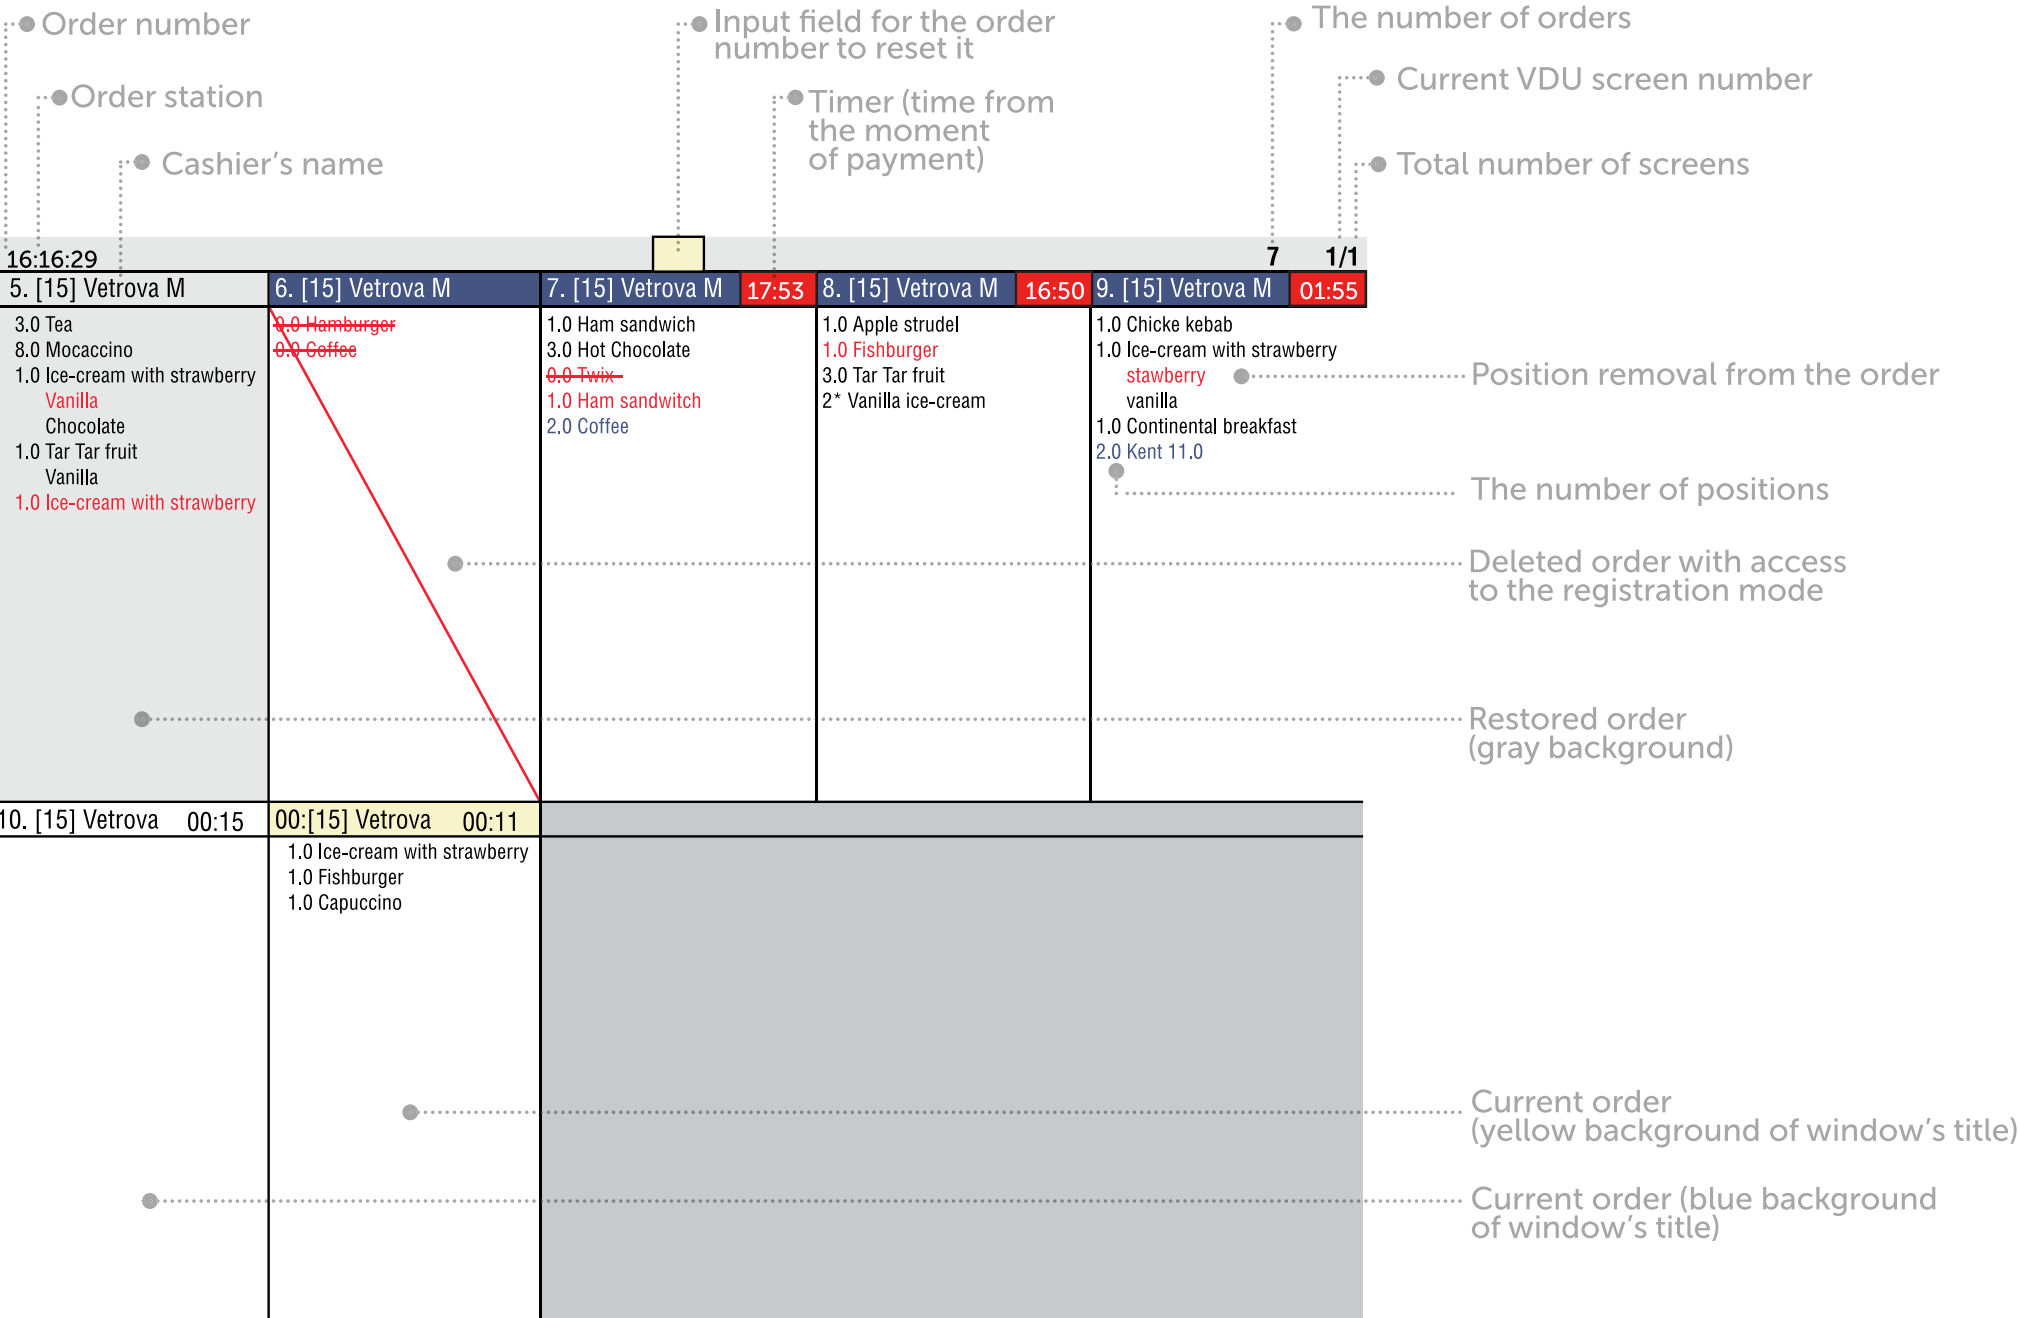 Order number
Input field for the order
number to reset it
The number of orders
Order station
Timer (time from
the moment
of payment)
Current VDU screen number
Cashier's name
Total number of screens
16:16:29
7
1/1
5. [15] Vetrova M
6. [15] Vetrova M
7. [15] Vetrova M 17:53
8. [15] Vetrova M 16:50
9. [15] Vetrova M 01:55
3.0 Tea
8.0 Mocaccino
1.0 Ice-cream with strawberry
Vanilla
Chocolate
1.0 Tar Tar fruit
Vanilla
1.0 Ice-cream with strawberry
0.0 Hamburger
0.0 Coffee
1.0 Ham sandwich
3.0 Hot Chocolate
0.0 Twix
1.0 Ham sandwitch
2.0 Coffee
1.0 Apple strudel
1.0 Fishburger
3.0 Tar Tar fruit
2* Vanilla ice-cream
1.0 Chicke kebab
1.0 Ice-cream with strawberry
stawberry
vanilla
1.0 Continental breakfast
2.0 Kent 11.0
Position removal from the order
The number of positions
Deleted order with access
to the registration mode
Restored order
(gray background)
10. [15] Vetrova 00:15
00:[15] Vetrova 00:11
1.0 Ice-cream with strawberry
1.0 Fishburger
1.0 Capuccino
Current order
(yellow background of window's title)
Current order (blue background
of window's title)